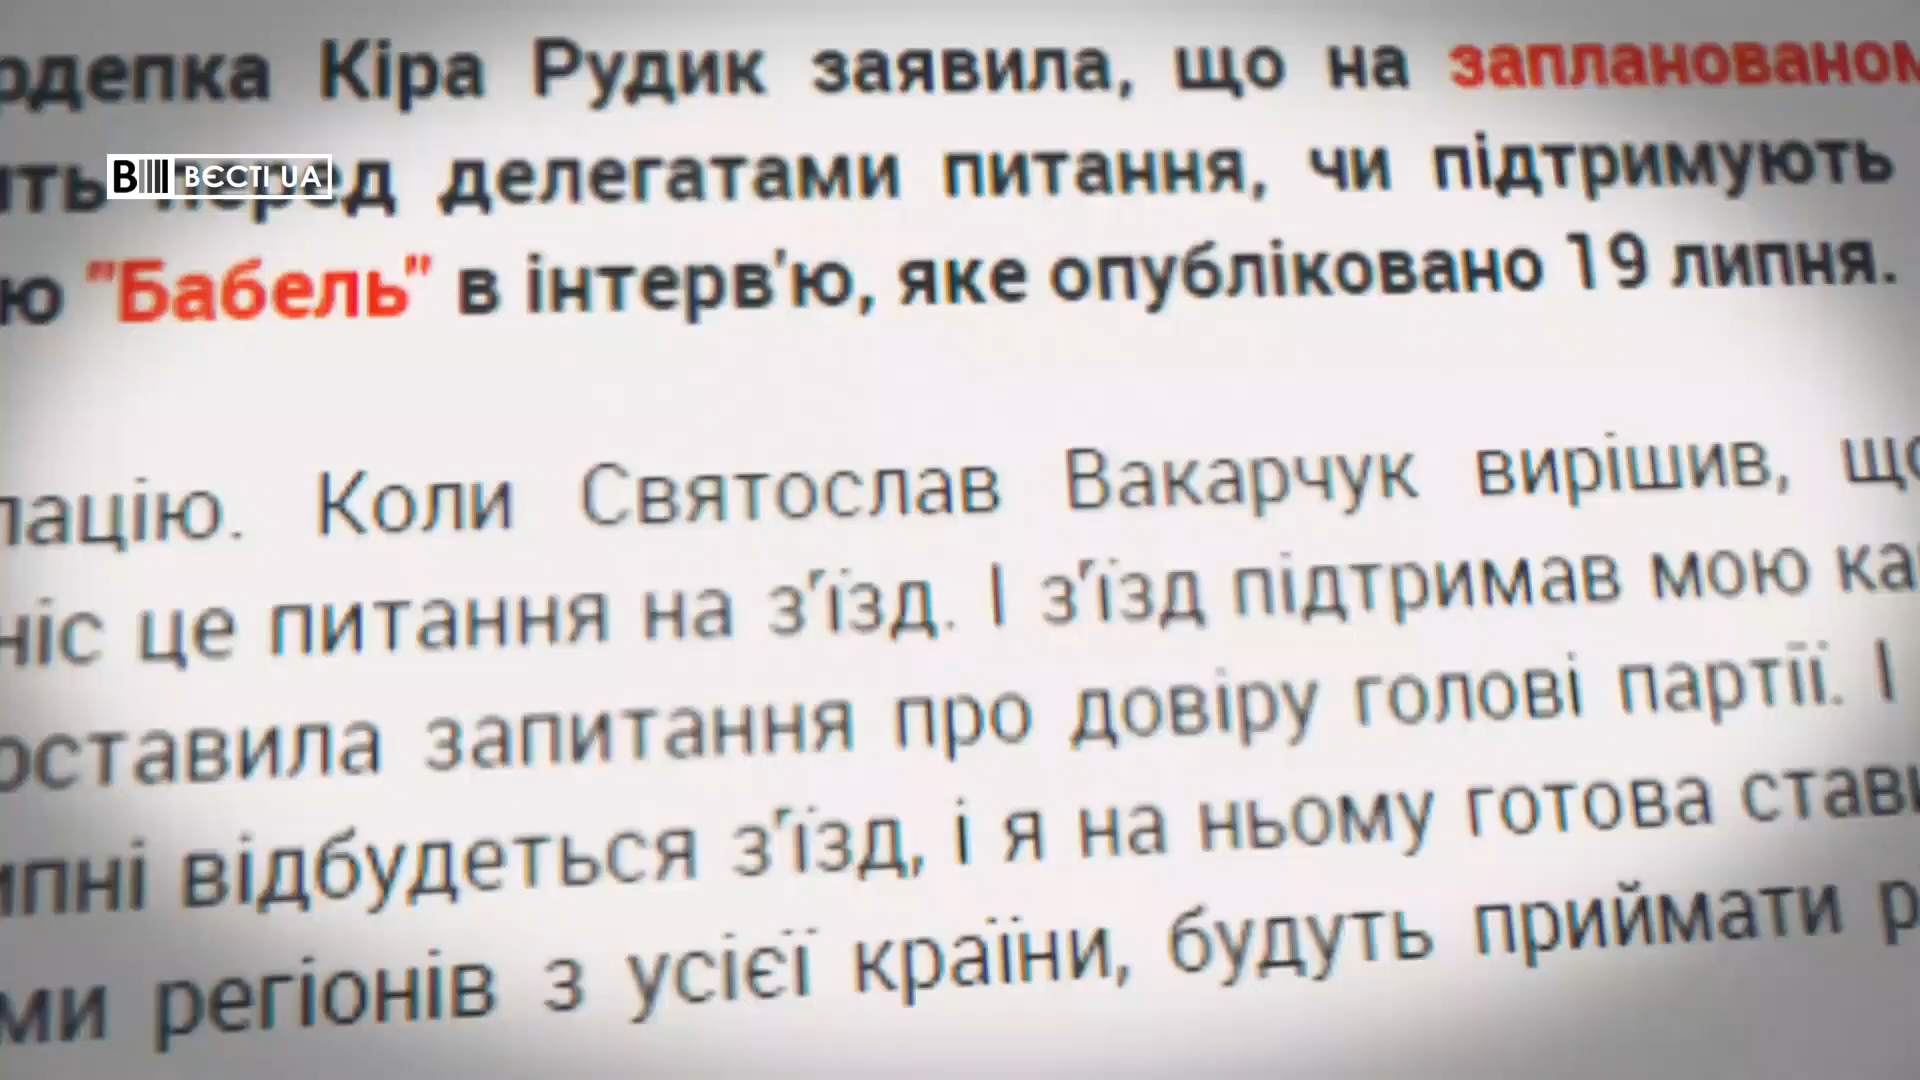 рдепка Кіра Рудик заявила, що на запланованом
ить перед делегатами питання, чи підтримують
ВЄСТІ UA
ю "Бабель" в інтерв'ю, яке опубліковано 19 липня.
пацію. Коли Святослав Вакарчук вирішив, що
ніс це питання на з'їзд. І з'їзд підтримав мою ка
оставила запитання про довіру голові партії. І
ипні відбудеться з'їзд, і я на ньому готова стави
ми регіонів з усієї країни, будуть приймати р